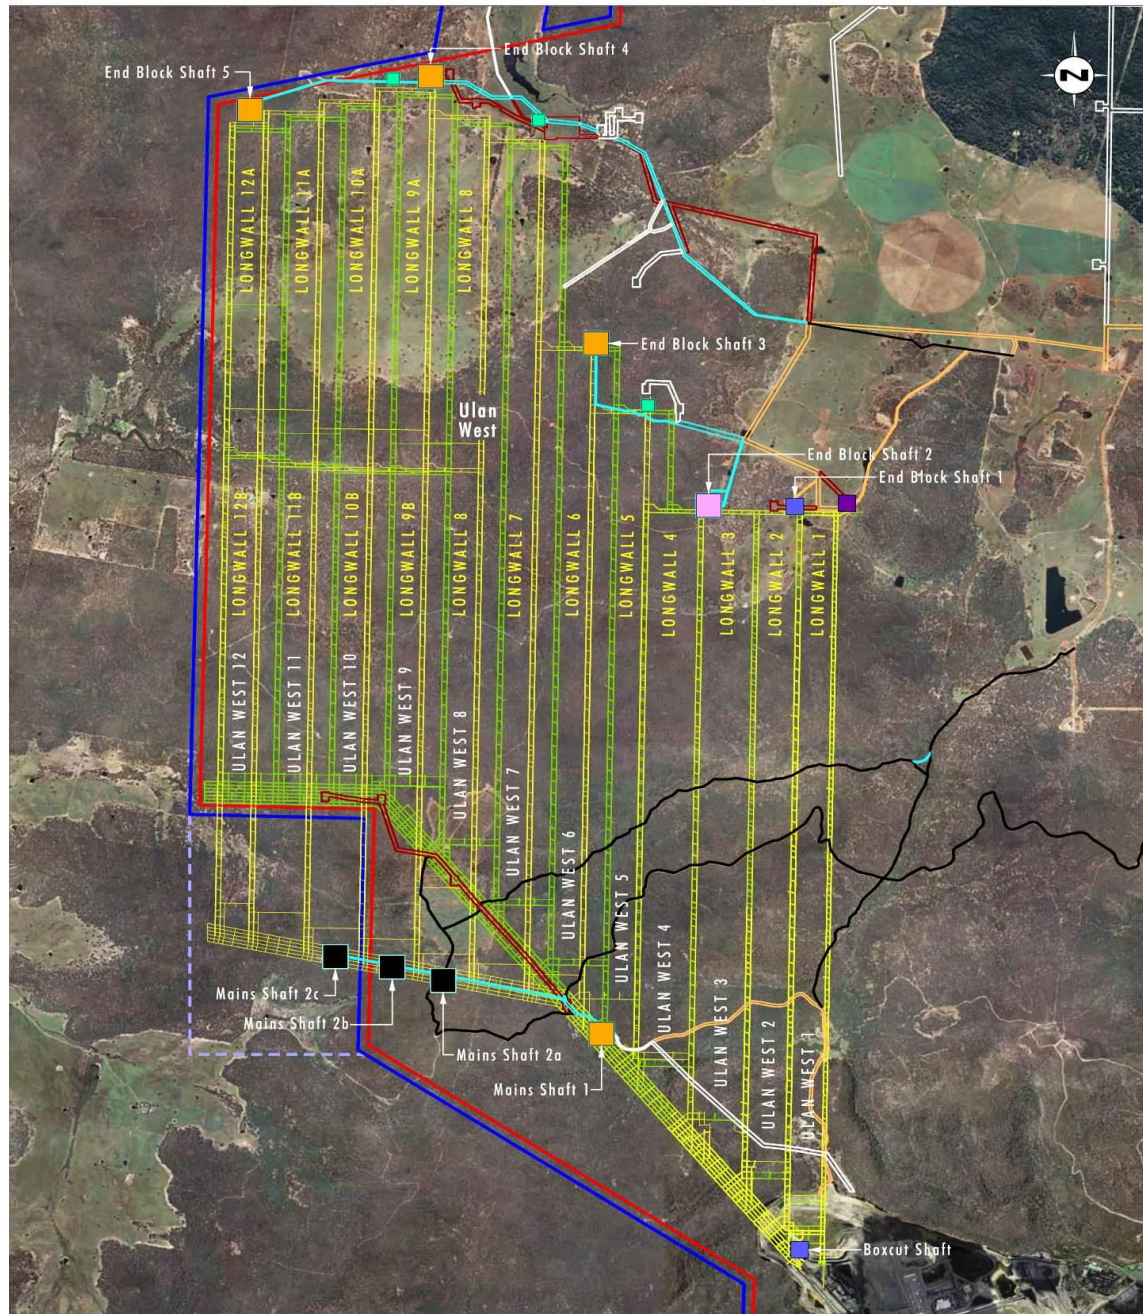 End Block Shaft 4
End Block Shaft 5
N
LONGWALL 12A
LONGWALL 11A
LONGWALL 10A
LONGWALL 9A
LONGWALL 8
End Block Shaft 3
Ulan
West
End Block Shaft 2
End Block Shaft 1
LONGWALL 12B
LONGWALL 11B
LONGWALL 10B
LONGWALL 9B
LONGWALL 8
LONGWALL 7
LONGWALL 6
LONGWALL 5
LONGWALL 4
LONGWALL 3
LONGWALL 2
LONGWALL 1
ULAN WEST 12
ULAN WEST 11
ULAN WEST 10
ULAN WEST 9
ULAN WEST 8
ULAN WEST 7
ULAN WEST 6
ULAN WEST 5
ULAN WEST 4
ULAN WEST 3
ULAN WEST 2
ULAN WEST 1
Mains Shaft 2c
Mains Shaft 2b
Mains Shaft 2a
Mains Shaft 1
Boxcut Shaft